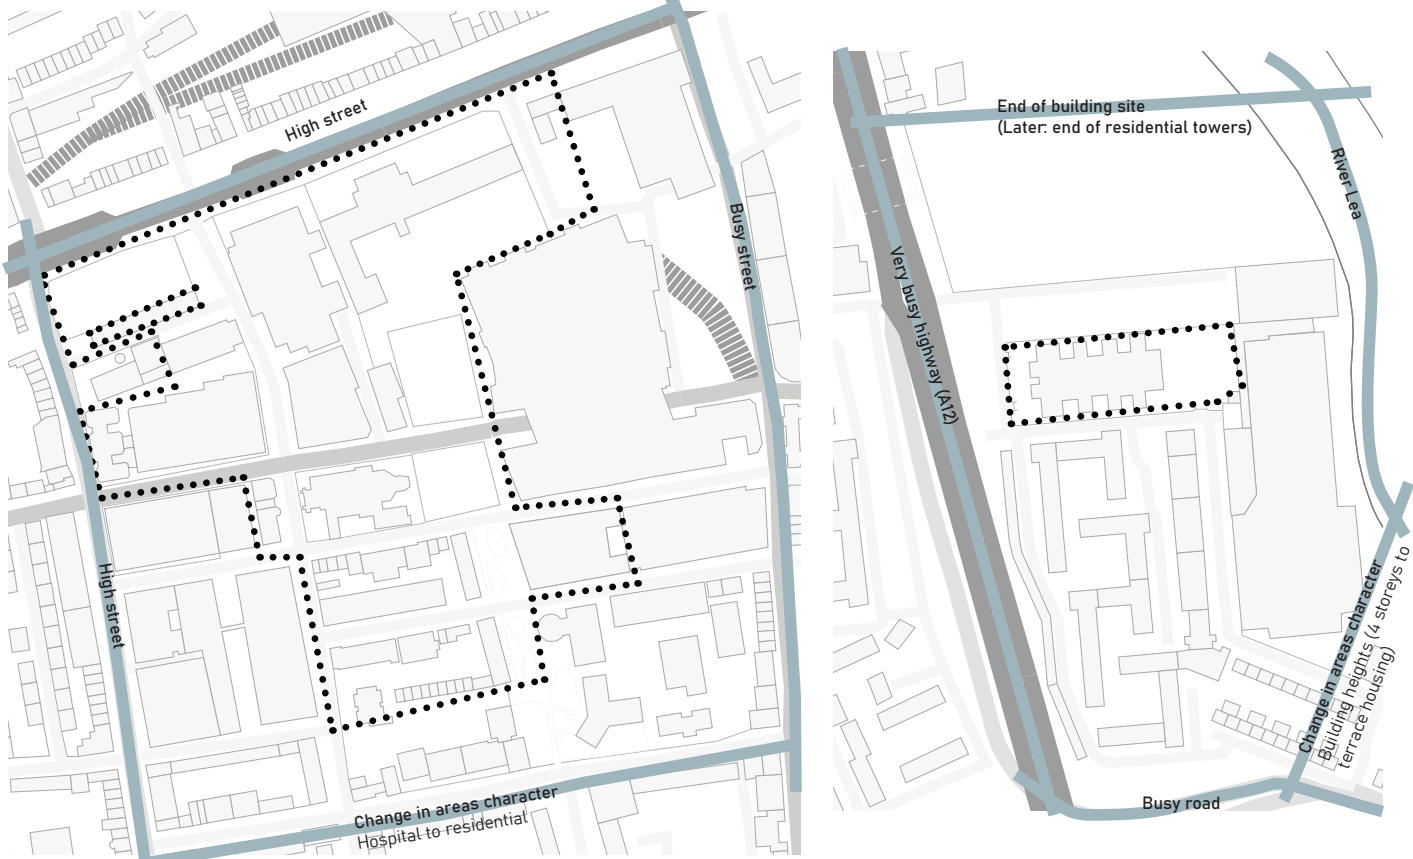 High street
Busy street
High street
Change in areas character
Hospital to residential
End of building site
(Later: end of residential towers)
River Lea
Very busy highway (A12)
Change in areas character
Building heights (4 storeys to
terrace housing)
Busy road